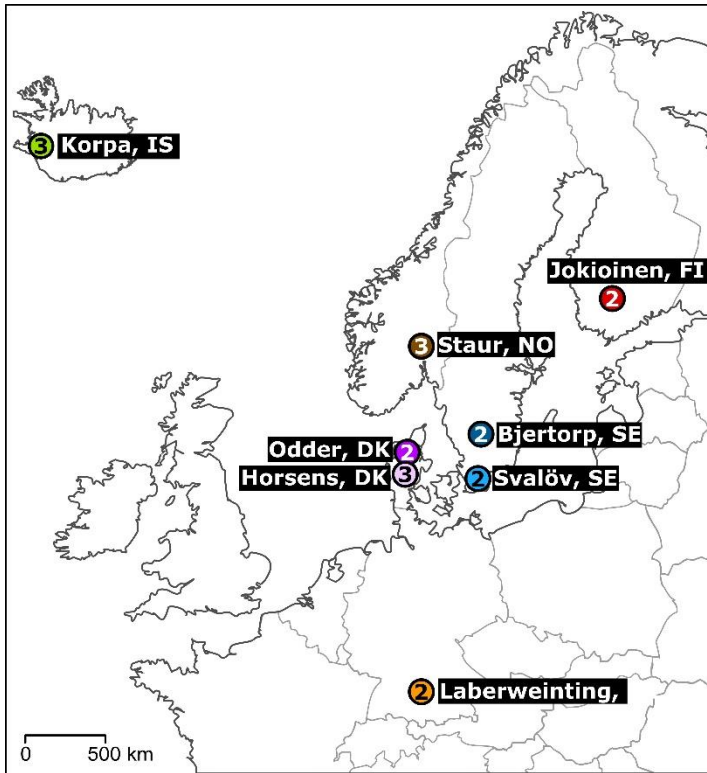 3 Korpa, IS
Jokioinen, FI
2
3 Staur, NO
2 Bjertorp, SE
Odder, DK 2
Horsens, DK 3
2 Svalöv, SE
2 Laberweinting,
0 500 km